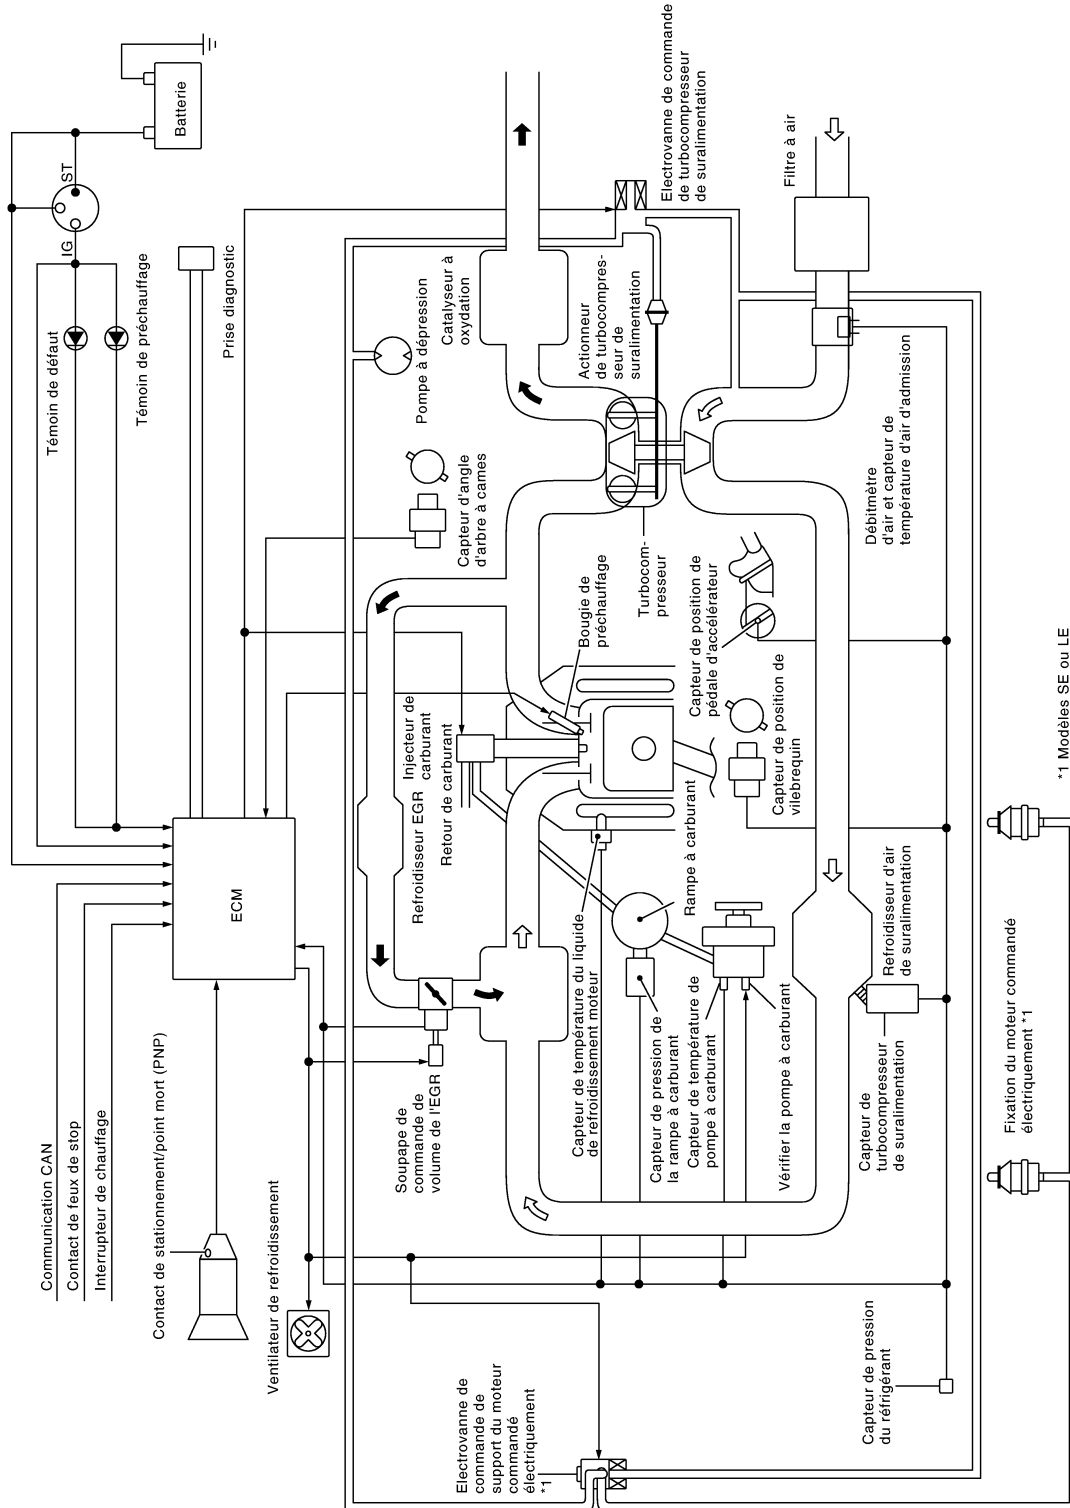 Batterie
ST
IG
Témoin de défaut
Témoin de préchauffage
Prise diagnostic
ECM
Communication CAN
Contact de feux de stop
Interrupteur de chauffage
Contact de stationnement/point mort (PNP)
Ventilateur de refroidissement
Pompe à dépression
Catalyseur à
oxydation
Capteur d'angle
d'arbre à cames
Electrovanne de commande
de turbocompresseur
de suralimentation
Actionneur
de turbocompres-
seur de
suralimentation
Filtre à air
Débitmètre
d'air et capteur de
température d'air d'admission
Turbocom-
presseur
Bougie de
préchauffage
Capteur de position de
pédale d'accélérateur
Injecteur de
carburant
Retour de carburant
Refroidisseur EGR
Capteur de position de
vilebrequin
Rampe à carburant
Refroidisseur d'air
de suralimentation
Soupape de
commande de
volume de l'EGR
Capteur de température du liquide
de refroidissement moteur
Capteur de pression de
la rampe à carburant
Capteur de température de
pompe à carburant
Vérifier la pompe à carburant
Capteur de
turbocompresseur
de suralimentation
Fixation du moteur commandé
électriquement *1
Electrovanne de
commande de
support du moteur
commandé
électriquement
*1
Capteur de pression
du réfrigérant
*1 Modèles SE ou LE